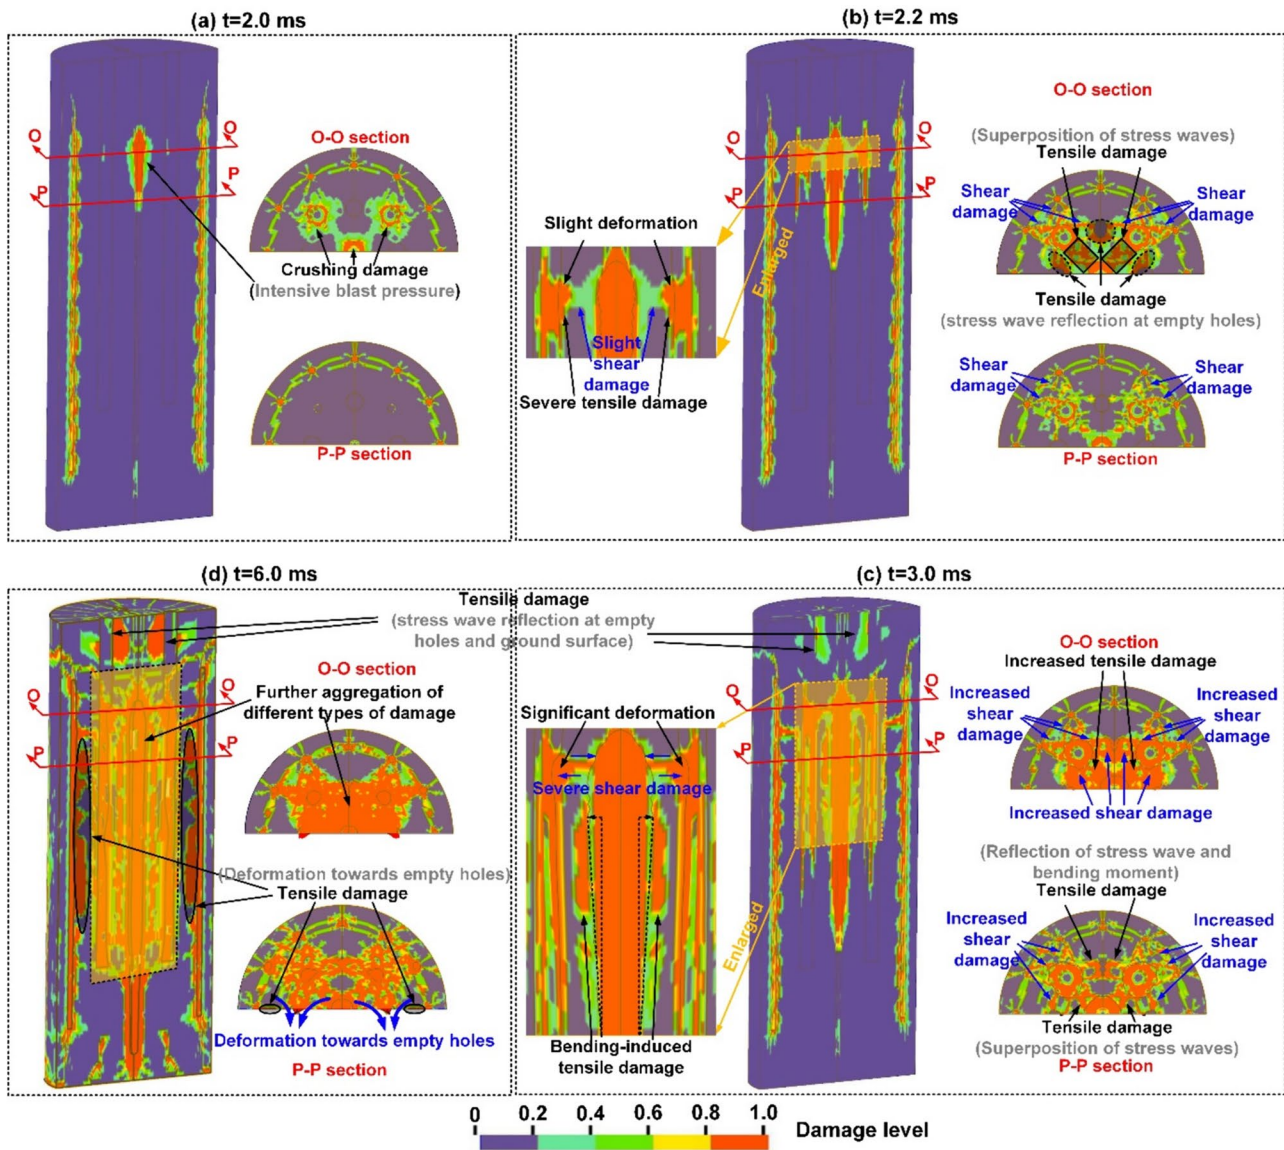 (a) t=2.0 ms
O
O
P
P
O-O section
Crushing damage
(Intensive blast pressure)
P-P section
(b) t=2.2 ms
O-O section
O
O
P
P
(Superposition of stress waves)
Tensile damage
Shear
damage
Shear
damage
Slight deformation
Enlarged
Slight
shear
damage
Severe tensile damage
Tensile damage
(stress wave reflection at empty holes)
Shear
damage
Shear
damage
P-P section
(d) t=6.0 ms
Tensile damage
(stress wave reflection at empty
holes and ground surface)
O-O section
O
O
P
P
Further aggregation of
different types of damage
(Deformation towards empty holes)
Tensile damage
Deformation towards empty holes
P-P section
(c) t=3.0 ms
O
O
P
P
Significant deformation
Severe shear damage
Enlarged
Bending-induced
tensile damage
O-O section
Increased tensile damage
Increased
shear
damage
Increased
shear
damage
Increased shear damage
(Reflection of stress wave and
bending moment)
Tensile damage
Increased
shear
damage
Increased
shear
damage
Tensile damage
(Superposition of stress waves)
P-P section
0 0.2 0.4 0.6 0.8 1.0
Damage level